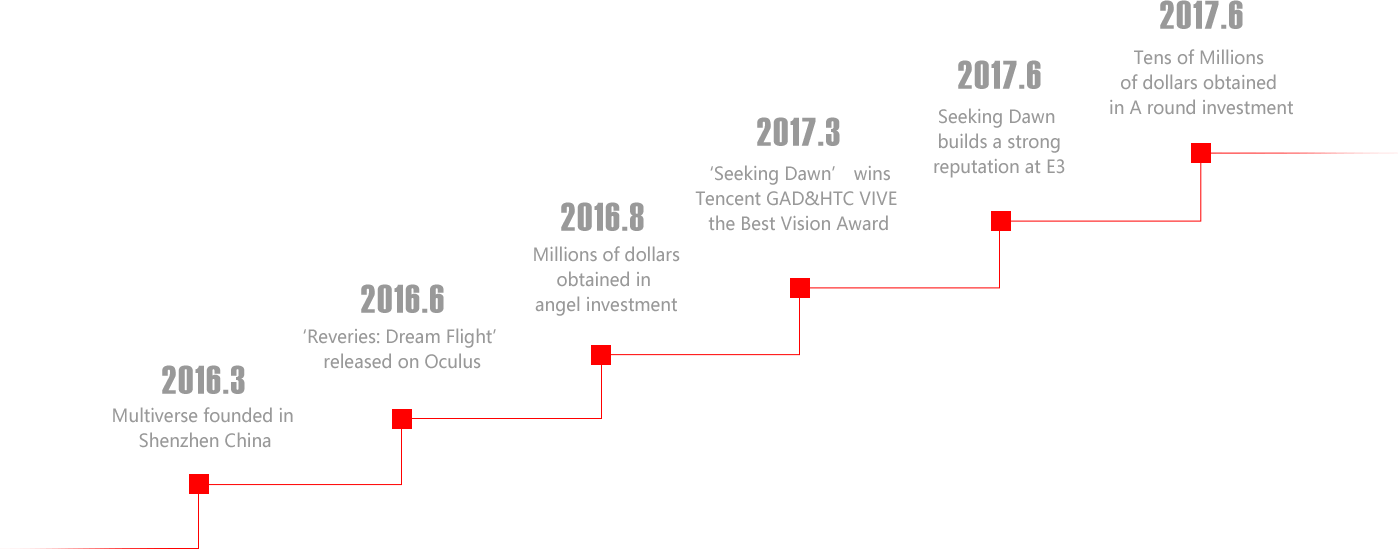 2016.3
Multiverse founded in
Shenzhen China
2016.6
‘Reveries: Dream Flight’
released on Oculus
2016.8
Millions of dollars
obtained in
angel investment
2017.3
‘Seeking Dawn’ wins
Tencent GAD&HTC VIVE
the Best Vision Award
2017.6
Seeking Dawn
builds a strong
reputation at E3
2017.6
Tens of Millions
of dollars obtained
in A round investment